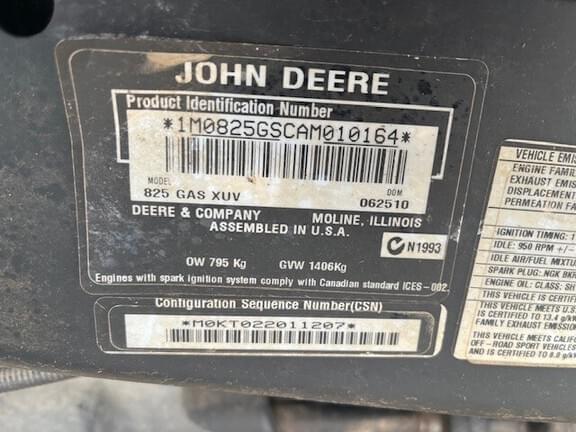 JOHN DEERE
Product Identification Number
*1M0825GSCAM010164*
MODEL DOM
825 GAS XUV 062510
DEERE & COMPANY MOLINE, ILLINOIS
ASSEMBLED IN U.S.A.
N1993
OW 795 Kg GVW 1406Kg
Engines with spark ignition system comply with Canadian standard ICES-002.
Configuration Sequence Number(CSN)
*M0KT022011207*
VEHICLE EMI
ENGINE FAMIL
EXHAUST EMIS
DISPLACEMENT
PERMEATION FA
IGNITION TIMING: 1
IDLE: 950 RPM +/-
IDLE AIR/FUEL MIXTU
SPARK PLUG: NGK BKR
ENGINE OIL: CLASS: SH
THIS VEHICLE IS CERTIFI
THIS VEHICLE MEETS U.S.
IS CERTIFIED TO 13.4 g/k
FAMILY EXHAUST EMISSION
THIS VEHICLE MEETS CALIF
OFF-ROAD SPORT VEHICLES
AND IS CERTIFIED TO 8.0 g/k